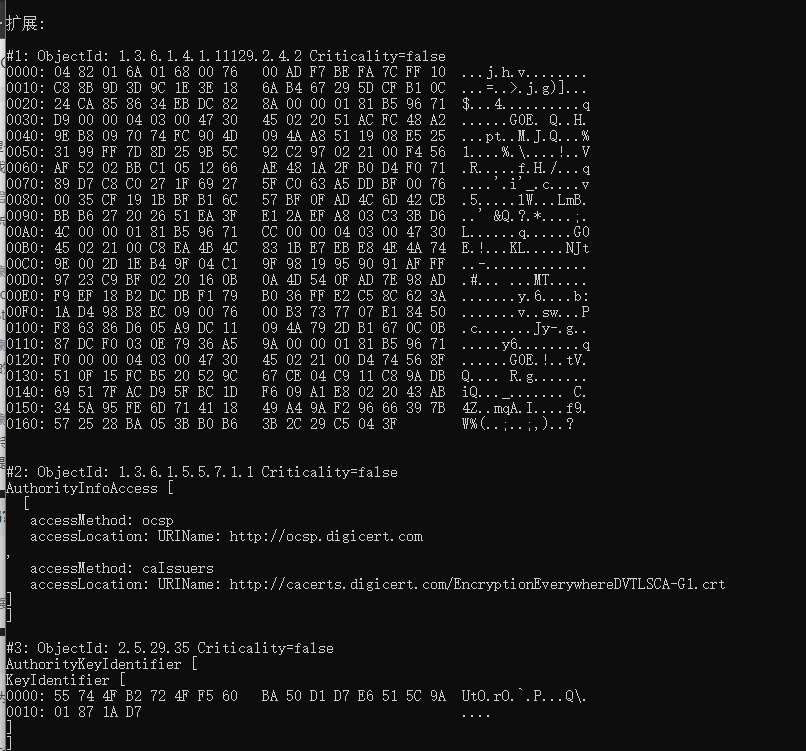 扩展:
#1: ObjectId: 1.3.6.1.4.1.11129.2.4.2 Criticality=false
0000: 04 82 01 6A 01 68 00 76   00 AD F7 BE FA 7C FF 10  ...j.h.v........
0010: C8 8B 9D 3D 9C 1E 3E 18   6A B4 67 29 5D CF B1 0C  ...=..>.j.g)]...
0020: 24 CA 85 86 34 EB DC 82   8A 00 00 01 81 B5 96 71  $...4..........q
0030: D9 00 00 04 03 00 47 30   45 02 20 51 AC FC 48 A2  ......G0E. Q..H.
0040: 9E B8 09 70 74 FC 90 4D   09 4A A8 51 19 08 E5 25  ...pt..M.J.Q...%
0050: 31 99 FF 7D 8D 25 9B 5C   92 C2 97 02 21 00 F4 56  1....%.\....!..V
0060: AF 52 02 BB C1 05 12 66   AE 48 1A 2F B0 D4 F0 71  .R.....f.H./...q
0070: 89 D7 C8 C0 27 1F 69 27   5F C0 63 A5 DD BF 00 76  ....'.i'_.c....v
0080: 00 35 CF 19 1B BF B1 6C   57 BF 0F AD 4C 6D 42 CB  .5.....lW...LmB.
0090: BB B6 27 20 26 51 EA 3F   E1 2A EF A8 03 C3 3B D6  ..' &Q.?.*....;.
00A0: 4C 00 00 01 81 B5 96 71   CC 00 00 04 03 00 47 30  L......q......G0
00B0: 45 02 21 00 C8 EA 4B 4C   83 1B E7 EB E8 4E 4A 74  E.!...KL.....NJt
00C0: 9E 00 2D 1E B4 9F 04 C1   9F 98 19 95 90 91 AF FF  ..-.............
00D0: 97 23 C9 BF 02 20 16 0B   0A 4D 54 0F AD 7E 98 AD  .#... ...MT.....
00E0: F9 EF 18 B2 DC DB F1 79   B0 36 FF E2 C5 8C 62 3A  .......y.6....b:
00F0: 1A D4 98 B8 EC 09 00 76   00 B3 73 77 07 E1 84 50  .......v..sw...P
0100: F8 63 86 D6 05 A9 DC 11   09 4A 79 2D B1 67 0C 0B  .c.......Jy-.g..
0110: 87 DC F0 03 0E 79 36 A5   9A 00 00 01 81 B5 96 71  .....y6........q
0120: F0 00 00 04 03 00 47 30   45 02 21 00 D4 74 56 8F  ......G0E.!..tV.
0130: 51 0F 15 FC B5 20 52 9C   67 CE 04 C9 11 C8 9A DB  Q.... R.g.......
0140: 69 51 7F AC D9 5F BC 1D   F6 09 A1 E8 02 20 43 AB  iQ..._....... C.
0150: 34 5A 95 FE 6D 71 41 18   49 A4 9A F2 96 66 39 7B  4Z..mqA.I....f9.
0160: 57 25 28 BA 05 3B B0 B6   3B 2C 29 C5 04 3F        W%(..;..;,)..?
#2: ObjectId: 1.3.6.1.5.5.7.1.1 Criticality=false
AuthorityInfoAccess [
  [
   accessMethod: ocsp
   accessLocation: URIName: http://ocsp.digicert.com
,
   accessMethod: caIssuers
   accessLocation: URIName: http://cacerts.digicert.com/EncryptionEverywhereDVTLSCA-G1.crt
]
]
#3: ObjectId: 2.5.29.35 Criticality=false
AuthorityKeyIdentifier [
KeyIdentifier [
0000: 55 74 4F B2 72 4F F5 60   BA 50 D1 D7 E6 51 5C 9A  UtO.rO.`.P...Q\.
0010: 01 87 1A D7                                        ....
]
]